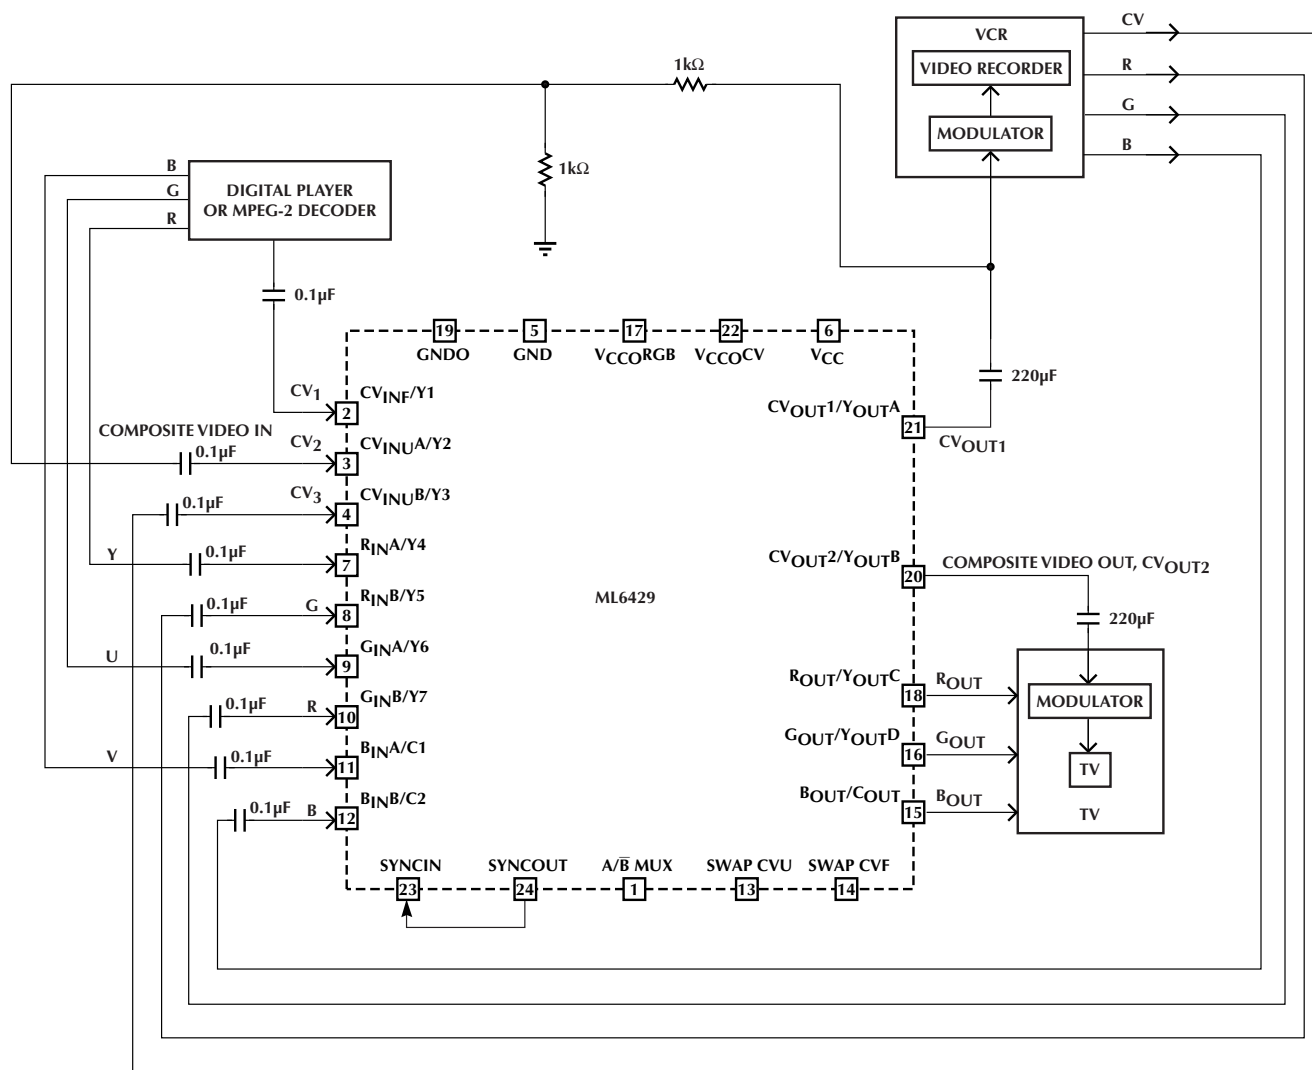 CV
VCR
1kΩ
VIDEO RECORDER
R
G
MODULATOR
B
B
1kΩ
G
DIGITAL PLAYER
OR MPEG-2 DECODER
R
0.1µF
19
5
17
22
6
GNDO
GND
VCCORGB
VCCOCV
VCC
220µF
CV1
CVINF/Y1
2
CVOUT1/YOUTA
21
CVOUT1
COMPOSITE VIDEO IN
0.1µF
CV2
CVINUA/Y2
3
0.1µF
CV3
CVINUB/Y3
4
Y
0.1µF
RINA/Y4
7
CVOUT2/YOUTB
20
COMPOSITE VIDEO OUT, CVOUT2
ML6429
0.1µF
G
RINB/Y5
8
220µF
U
0.1µF
GINA/Y6
9
ROUT/YOUTC
18
ROUT
MODULATOR
0.1µF
R
GINB/Y7
10
GOUT/YOUTD
16
GOUT
V
0.1µF
BINA/C1
11
TV
BOUT/COUT
15
BOUT
TV
0.1µF
B
BINB/C2
12
SYNCIN
SYNCOUT
A/B̅ MUX
SWAP CVU
SWAP CVF
23
24
1
13
14